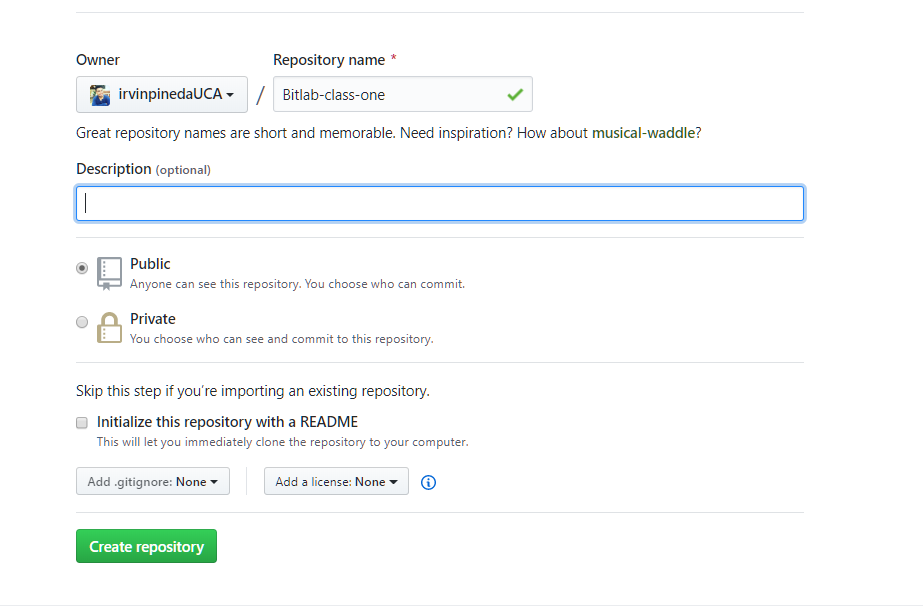 Owner Repository name *
irvinpinedaUCA / Bitlab-class-one
Great repository names are short and memorable. Need inspiration? How about musical-waddle?
Description (optional)
Public
Anyone can see this repository. You choose who can commit.
Private
You choose who can see and commit to this repository.
Skip this step if you’re importing an existing repository.
Initialize this repository with a README
This will let you immediately clone the repository to your computer.
Add .gitignore: None Add a license: None
Create repository